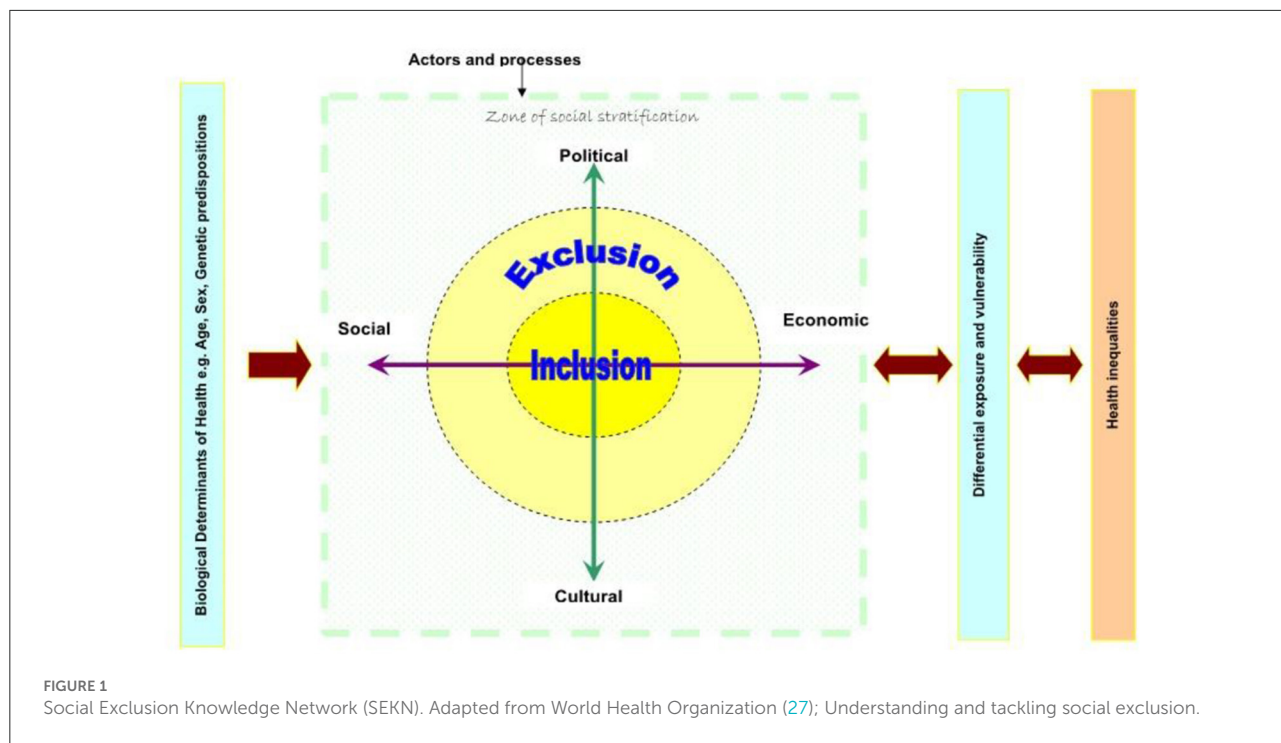 Actors and processes
Zone of social stratification
Political
Exclusion
Social
Economic
Inclusion
Cultural
Biological Determinants of Health e.g. Age, Sex, Genetic predispositions
Differential exposure and vulnerability
Health inequalities
FIGURE 1
Social Exclusion Knowledge Network (SEKN). Adapted from World Health Organization (27); Understanding and tackling social exclusion.